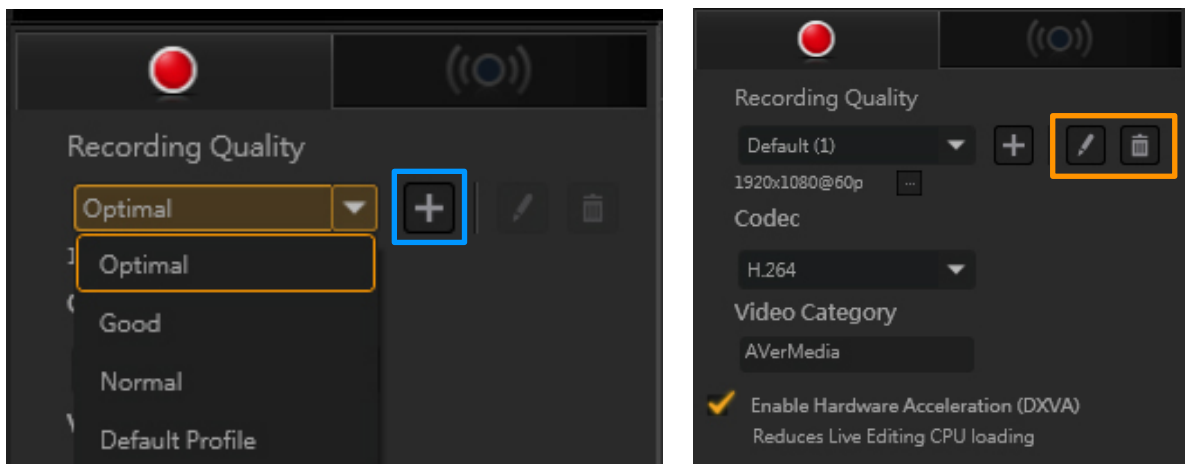 Recording Quality
Optimal
Optimal
Good
Normal
Default Profile
Recording Quality
Default (1)
1920x1080@60p
...
Codec
H.264
Video Category
AVerMedia
Enable Hardware Acceleration (DXVA)
Reduces Live Editing CPU loading